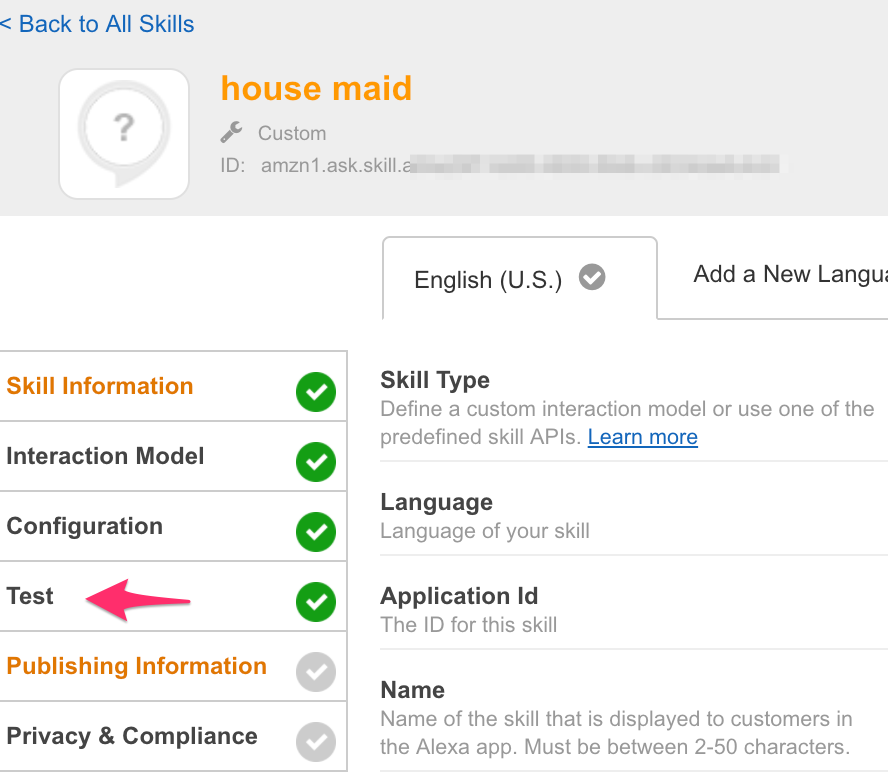 < Back to All Skills
?
house maid
Custom
ID: amzn1.ask.skill.
English (U.S.)
Add a New Langua
Skill Information
Interaction Model
Configuration
Test
Publishing Information
Privacy & Compliance
Skill Type
Define a custom interaction model or use one of the
predefined skill APIs. Learn more
Language
Language of your skill
Application Id
The ID for this skill
Name
Name of the skill that is displayed to customers in
the Alexa app. Must be between 2-50 characters.